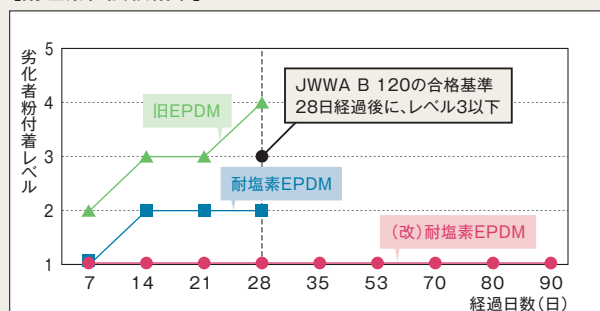 劣化者粉付着レベル
5
4
3
2
1
旧EPDM
JWWA B 120の合格基準
28日経過後に、レベル3以下
耐塩素EPDM
(改)耐塩素EPDM
7 14 21 28 35 53 70 80 90
経過日数(日)